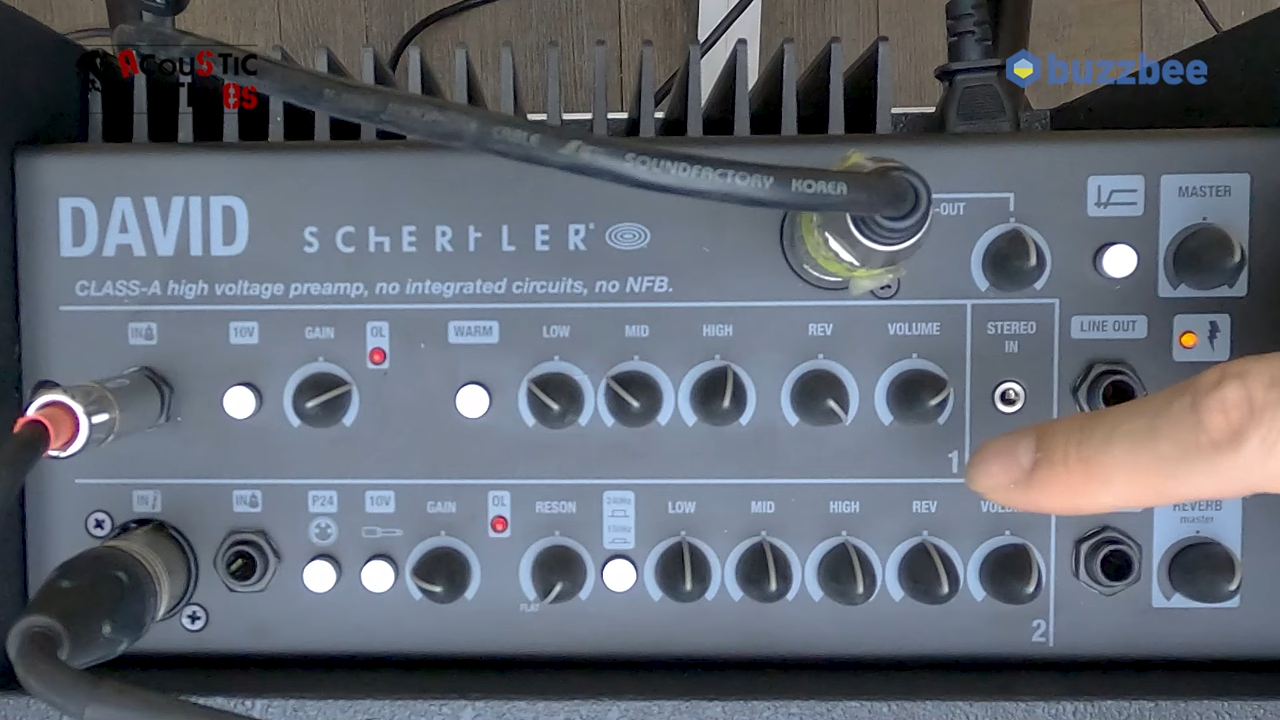 ACOUSTIC
buzzbee
CABLE SOUNDFACTORY KOREA
DAVID
SCHERTLER
-OUT
MASTER
CLASS-A high voltage preamp, no integrated circuits, no NFB.
IN 10V GAIN OL WARM LOW MID HIGH REV VOLUME STEREO IN LINE OUT
1
IN IN P24 10V GAIN OL RESON 240Hz LOW MID HIGH REV REVERB
master
FLAT
2